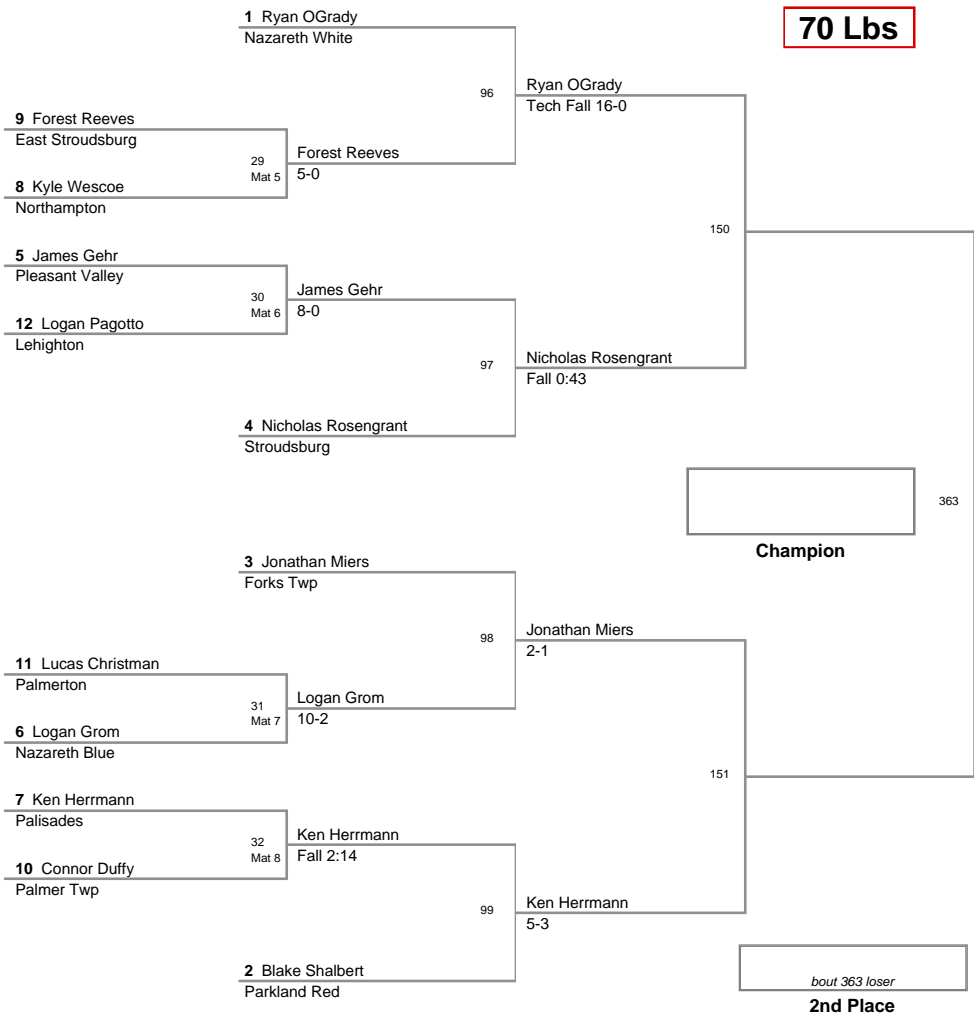 70 Lbs
1 Ryan OGrady
Nazareth White
96
Ryan OGrady
Tech Fall 16-0
9 Forest Reeves
East Stroudsburg
29
Mat 5
Forest Reeves
5-0
8 Kyle Wescoe
Northampton
150
5 James Gehr
Pleasant Valley
30
Mat 6
James Gehr
8-0
12 Logan Pagotto
Lehighton
97
Nicholas Rosengrant
Fall 0:43
4 Nicholas Rosengrant
Stroudsburg
363
Champion
3 Jonathan Miers
Forks Twp
98
Jonathan Miers
2-1
11 Lucas Christman
Palmerton
31
Mat 7
Logan Grom
10-2
6 Logan Grom
Nazareth Blue
151
7 Ken Herrmann
Palisades
32
Mat 8
Ken Herrmann
Fall 2:14
10 Connor Duffy
Palmer Twp
99
Ken Herrmann
5-3
2 Blake Shalbert
Parkland Red
bout 363 loser
2nd Place